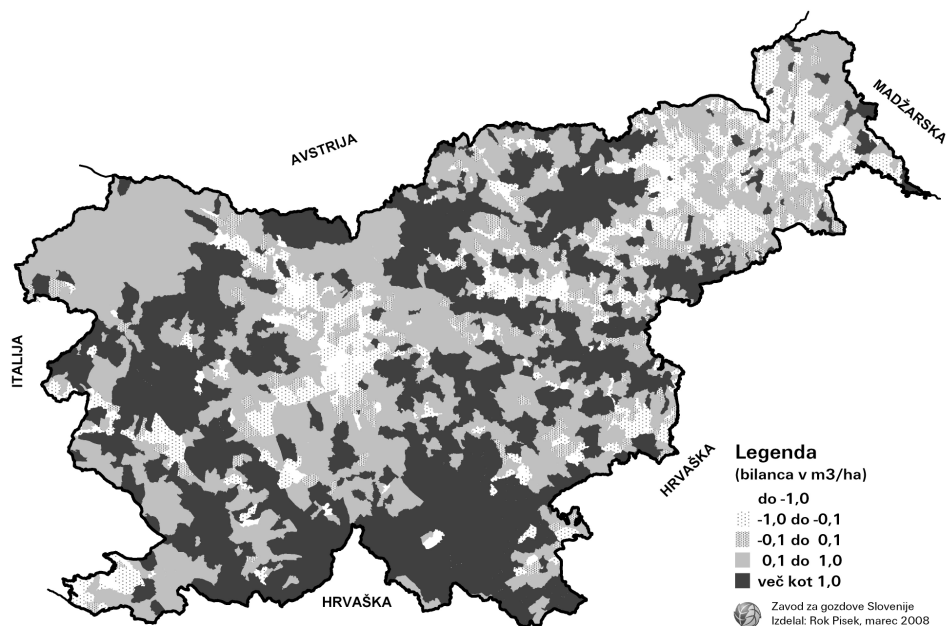 AVSTRIJA
MADŽARSKA
ITALIJA
HRVAŠKA
HRVAŠKA
Legenda
(bilanca v m3/ha)
do -1,0
-1,0 do -0,1
-0,1 do 0,1
0,1 do 1,0
več kot 1,0
Zavod za gozdove Slovenije
Izdelal: Rok Pisek, marec 2008